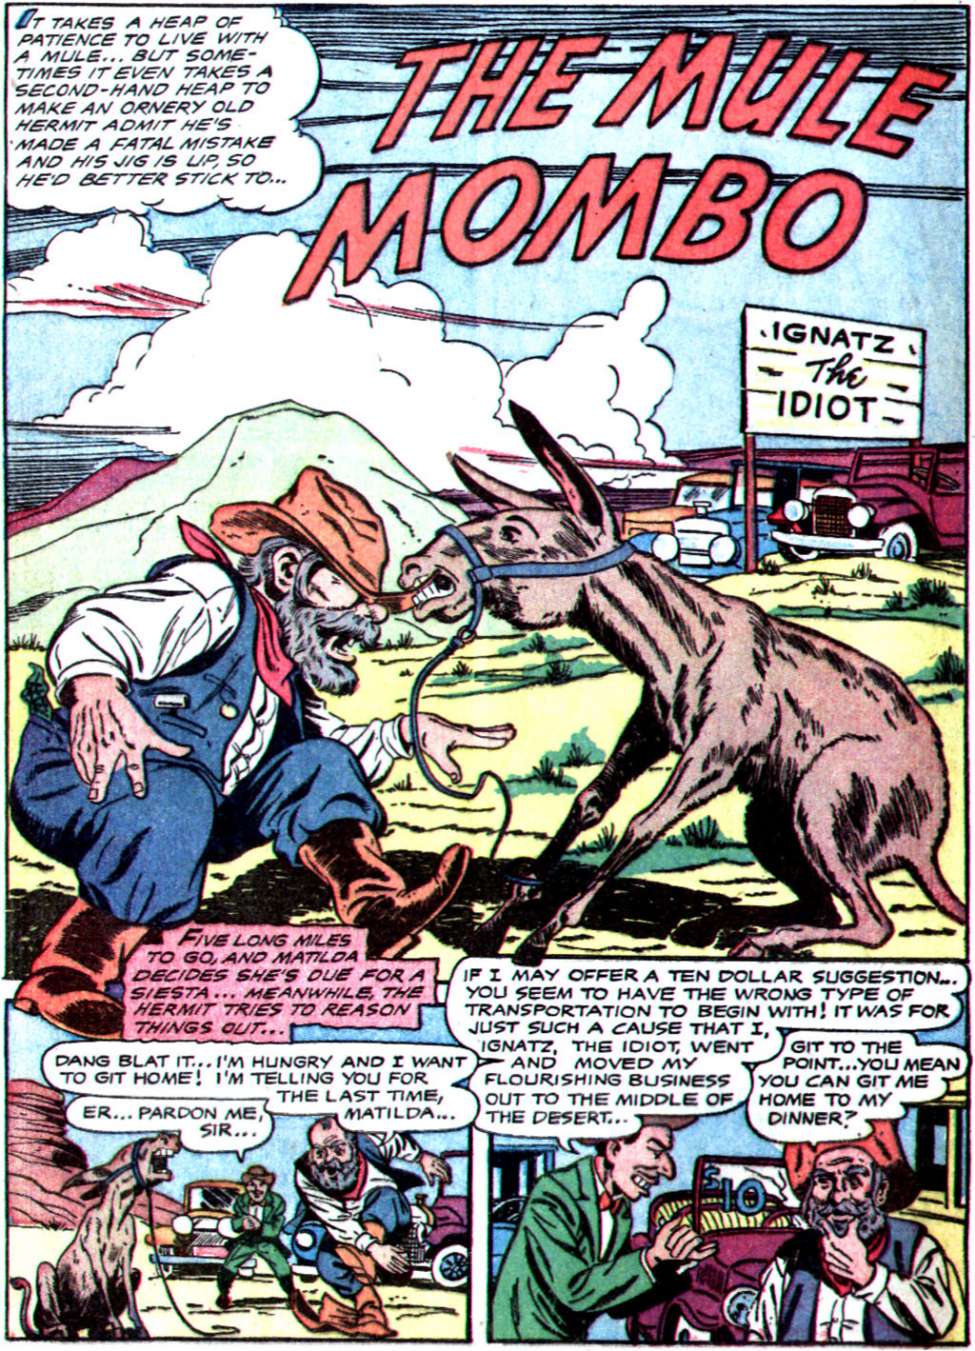 IT TAKES A HEAP OF
PATIENCE TO LIVE WITH
A MULE... BUT SOME-
TIMES IT EVEN TAKES A
SECOND-HAND HEAP TO
MAKE AN ORNERY OLD
HERMIT ADMIT HE'S
MADE A FATAL MISTAKE
AND HIS JIG IS UP, SO
HE'D BETTER STICK TO...
THE MULE
MOMBO
IGNATZ
The
IDIOT
FIVE LONG MILES
TO GO, AND MATILDA
DECIDES SHE'S DUE FOR A
SIESTA... MEANWHILE, THE
HERMIT TRIES TO REASON
THINGS OUT...
DANG BLAT IT...I'M HUNGRY AND I WANT
TO GIT HOME! I'M TELLING YOU FOR
THE LAST TIME,
MATILDA...
ER... PARDON ME,
SIR...
IF I MAY OFFER A TEN DOLLAR SUGGESTION...
YOU SEEM TO HAVE THE WRONG TYPE OF
TRANSPORTATION TO BEGIN WITH! IT WAS FOR
JUST SUCH A CAUSE THAT I,
IGNATZ, THE IDIOT, WENT
AND MOVED MY
FLOURISHING BUSINESS
OUT TO THE MIDDLE OF
THE DESERT...
GIT TO THE
POINT...YOU MEAN
YOU CAN GIT ME
HOME TO MY
DINNER?
$10